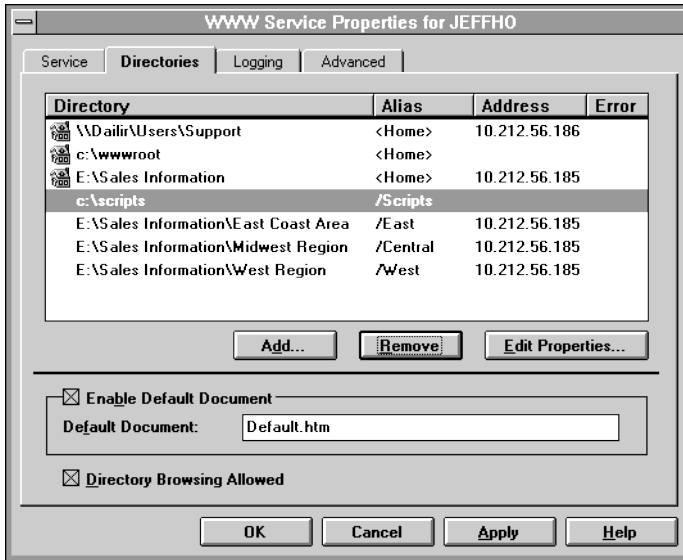 WWW Service Properties for JEFFHO
Service Directories Logging Advanced
Directory Alias Address Error
\\Dailir\Users\Support <Home> 10.212.56.186
c:\wwwroot <Home>
E:\Sales Information <Home> 10.212.56.185
c:\scripts /Scripts
E:\Sales Information\East Coast Area /East 10.212.56.185
E:\Sales Information\Midwest Region /Central 10.212.56.185
E:\Sales Information\West Region /West 10.212.56.185
Add... Remove Edit Properties...
Enable Default Document
Default Document: Default.htm
Directory Browsing Allowed
OK Cancel Apply Help